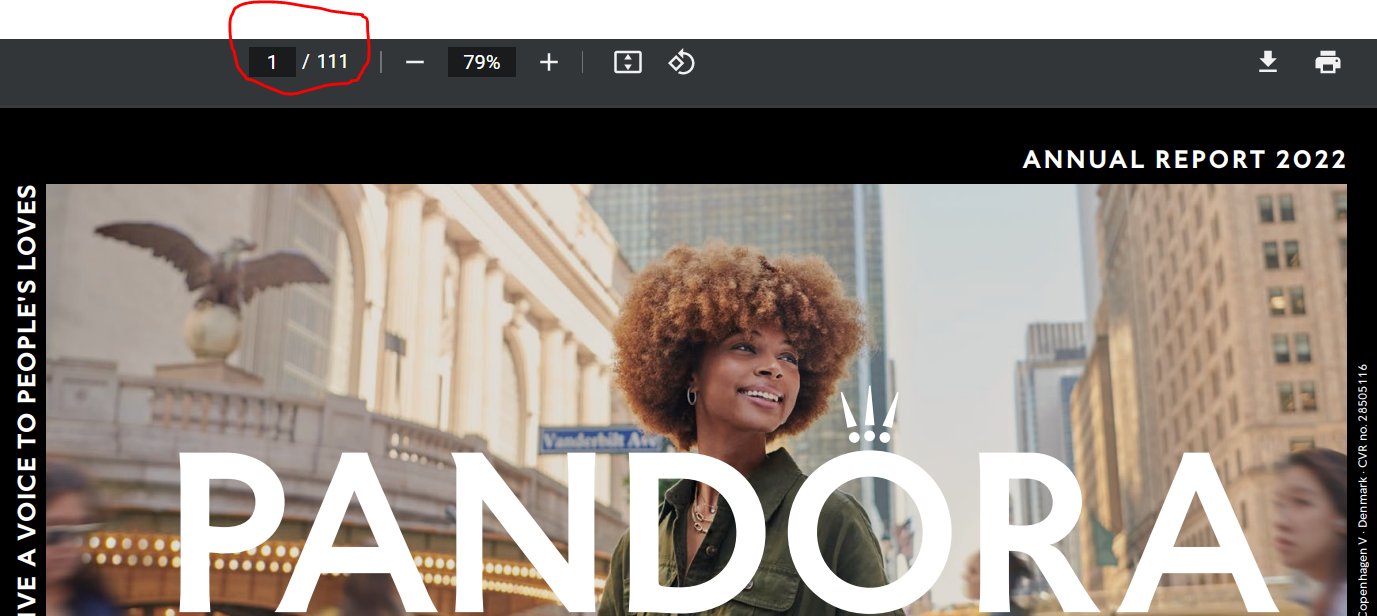 1 / 111
79%
ANNUAL REPORT 2022
IVE A VOICE TO PEOPLE'S LOVES
Vanderbilt Ave
PANDORA
Copenhagen V · Denmark · CVR no. 28505116